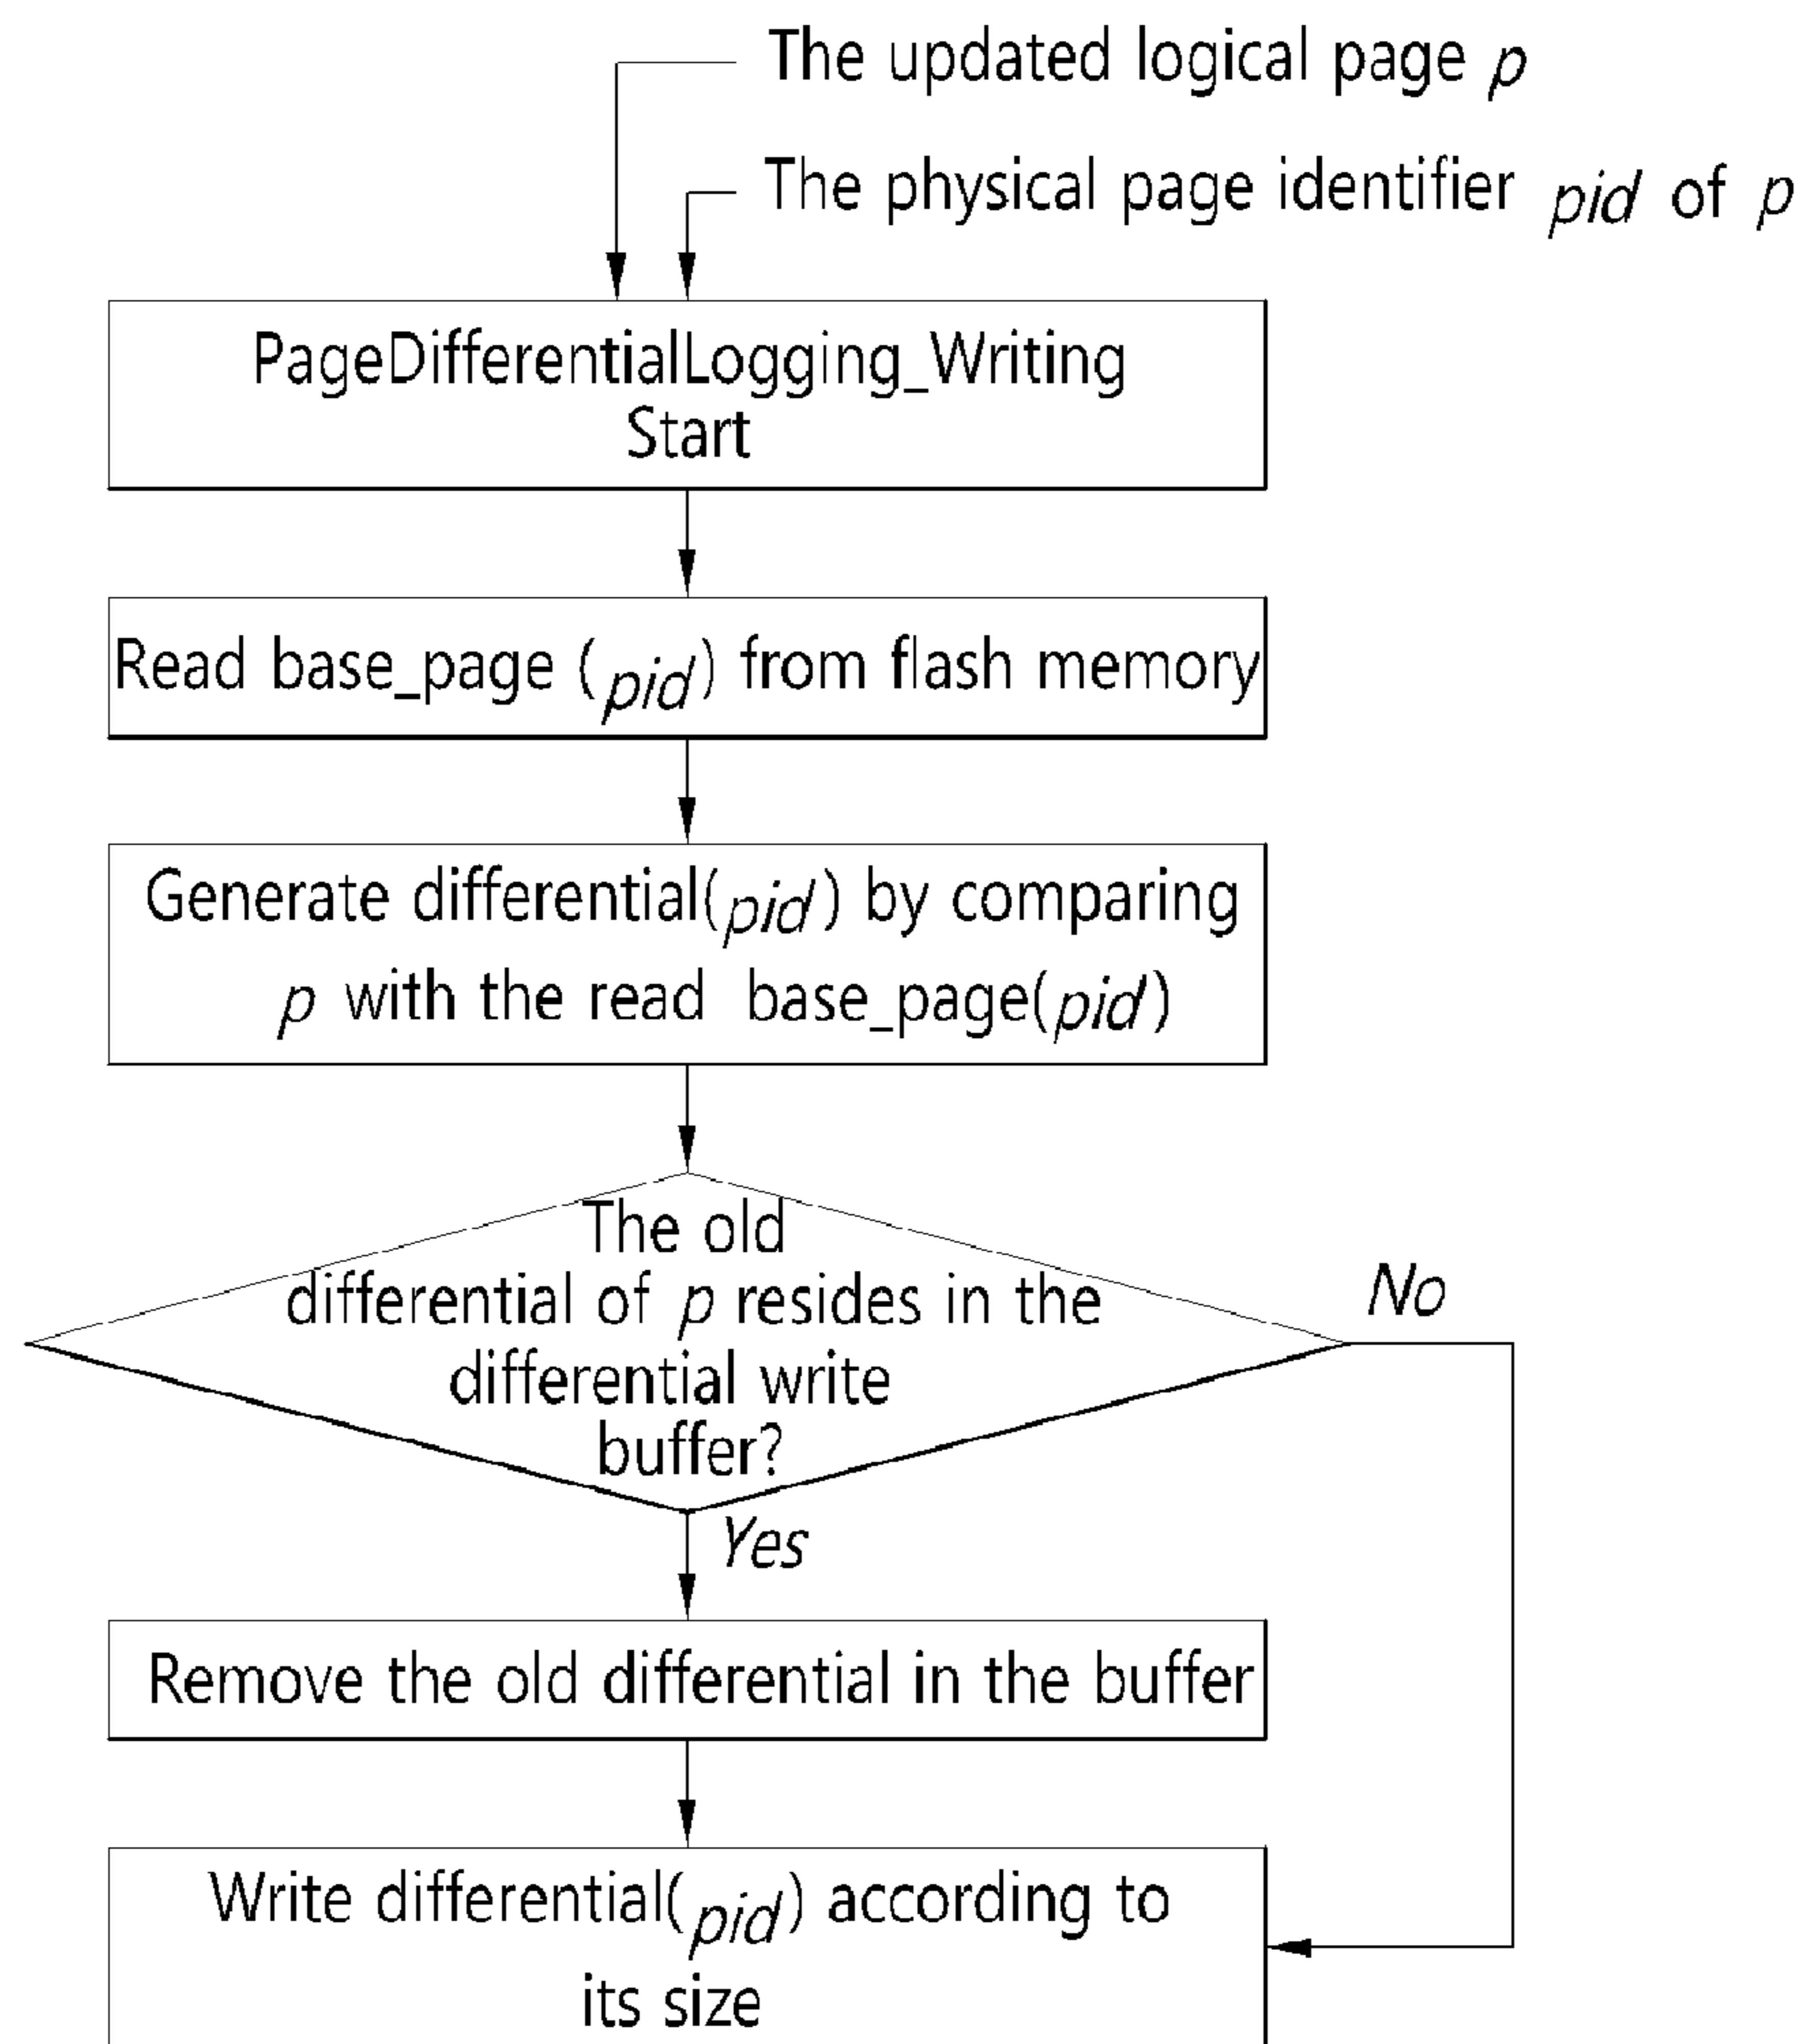 The updated logical page p
The physical page identifier pid of p
PageDifferentialLogging_Writing
Start
Read base_page (pid) from flash memory
Generate differential(pid) by comparing
p with the read base_page(pid)
The old
differential of p resides in the
differential write
buffer?
No
Yes
Remove the old differential in the buffer
Write differential(pid) according to
its size